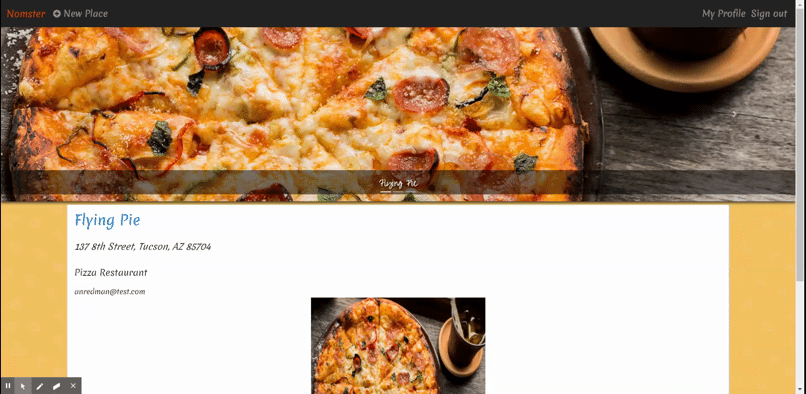 Nomster New Place My Profile Sign out
Flying Pie
Flying Pie
137 8th Street, Tucson, AZ 85704
Pizza Restaurant
anredman@test.com